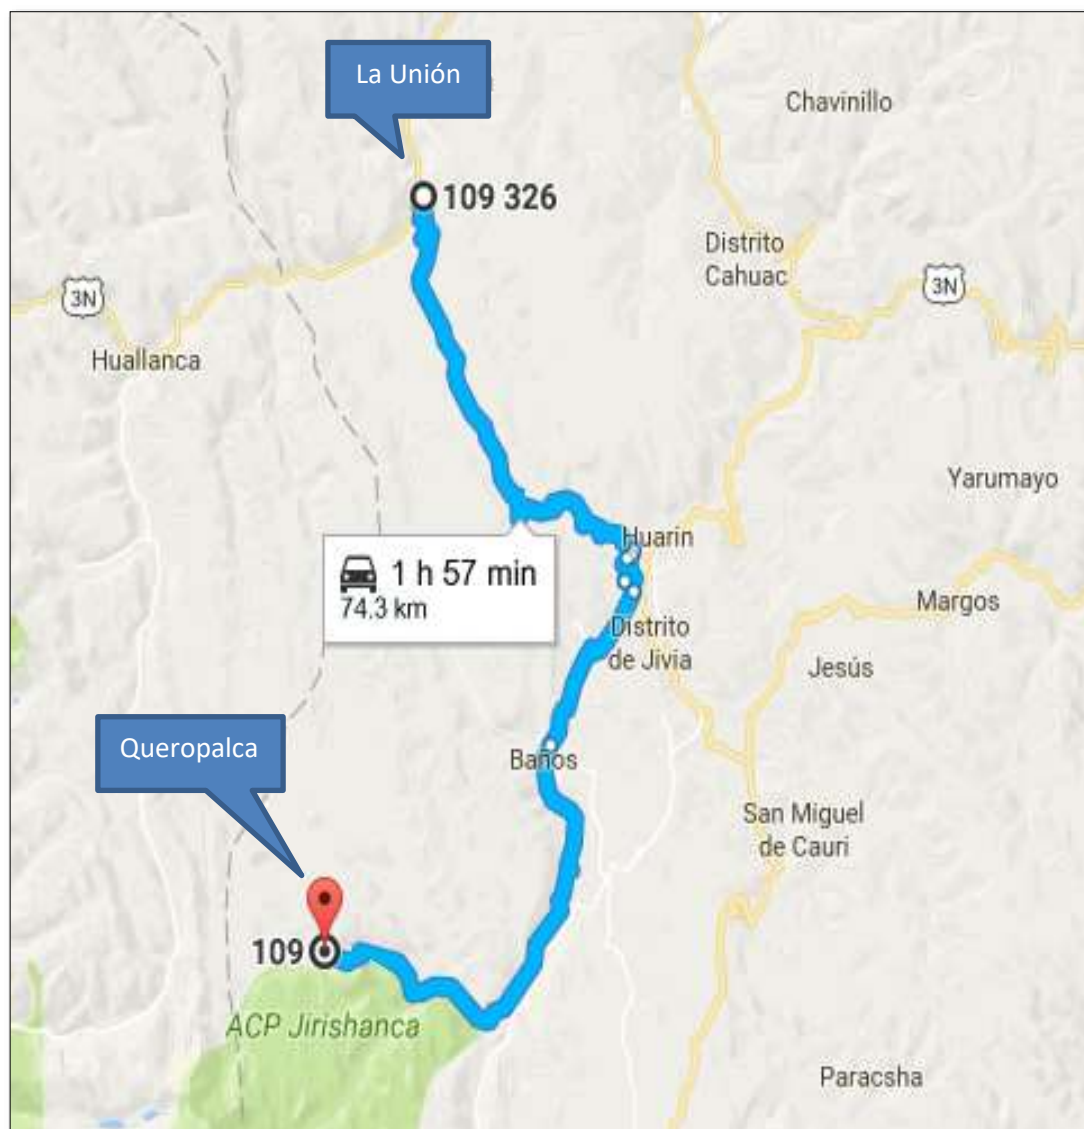 La Unión
Chavinillo
109 326
Distrito
Cahuac
3N
3N
Huallanca
Yarumayo
Huarin
1 h 57 min
74.3 km
Margos
Distrito
de Jivia
Jesús
Queropalca
Baños
San Miguel
de Cauri
109
ACP Jirishanca
Paracsha